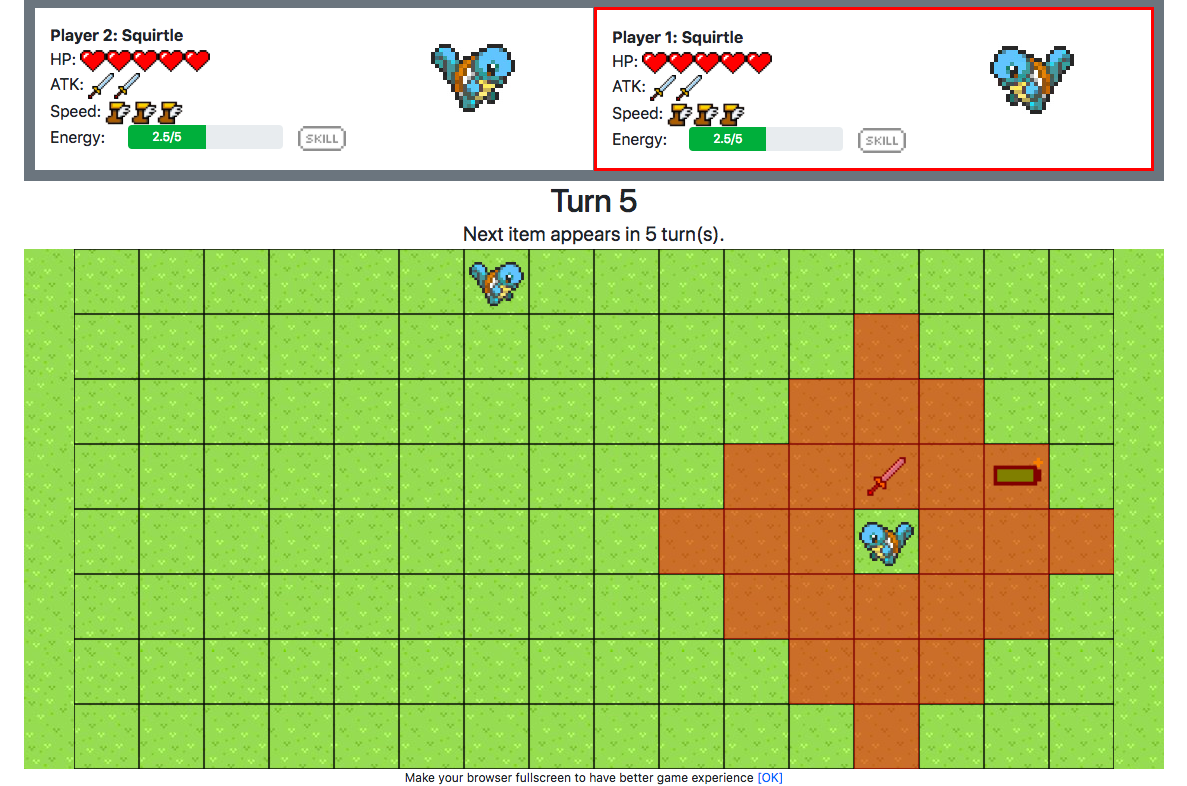 Player 2: Squirtle
HP:
ATK:
Speed:
Energy: 2.5/5 SKILL
Player 1: Squirtle
HP:
ATK:
Speed:
Energy: 2.5/5 SKILL
Turn 5
Next item appears in 5 turn(s).
Make your browser fullscreen to have better game experience [OK]